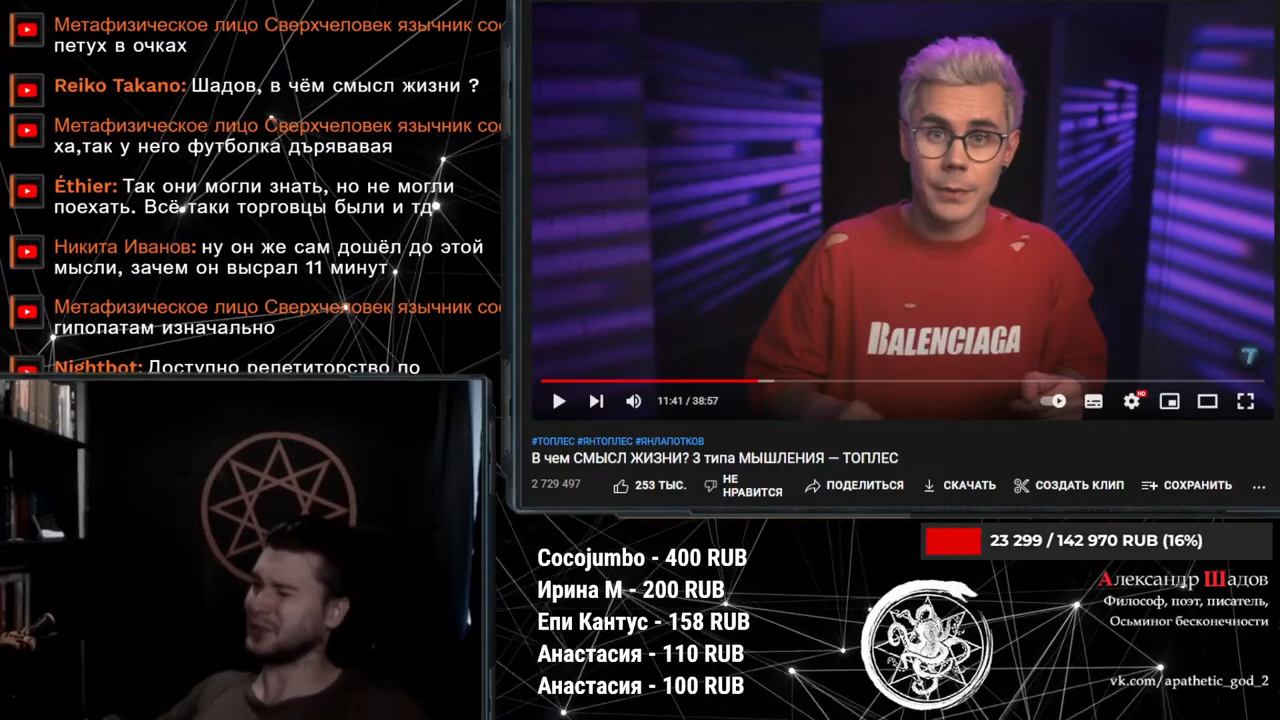 Метафизическое лицо Сверхчеловек язычник
петух в очках
Reiko Takano: Шадов, в чём смысл жизни ?
Метафизическое лицо Сверхчеловек язычник
ха,так у него футболка дърявавая
Éthier: Так они могли знать, но не могли
поехать. Всё таки торговцы были и тд
Никита Иванов: ну он же сам дошёл до этой
мысли, зачем он высрал 11 минут
Метафизическое лицо Сверхчеловек язычник
гипопатам изначально
Nightbot: Доступно репетиторство по
BALENCIAGA
T
11:41 / 38:57
HD
#ТОПЛЕС #ЯНТОПЛЕС #ЯНЛАПОТКОВ
В чем СМЫСЛ ЖИЗНИ? 3 типа МЫШЛЕНИЯ — ТОПЛЕС
2 729 497
253 ТЫС.
НЕ
НРАВИТСЯ
ПОДЕЛИТЬСЯ
СКАЧАТЬ
СОЗДАТЬ КЛИП
СОХРАНИТЬ
...
23 299 / 142 970 RUB (16%)
Cocojumbo - 400 RUB
Ирина М - 200 RUB
Епи Кантус - 158 RUB
Анастасия - 110 RUB
Анастасия - 100 RUB
Александр Шадов
Философ, поэт, писатель,
Осьминог бесконечности
vk.com/apathetic_god_2